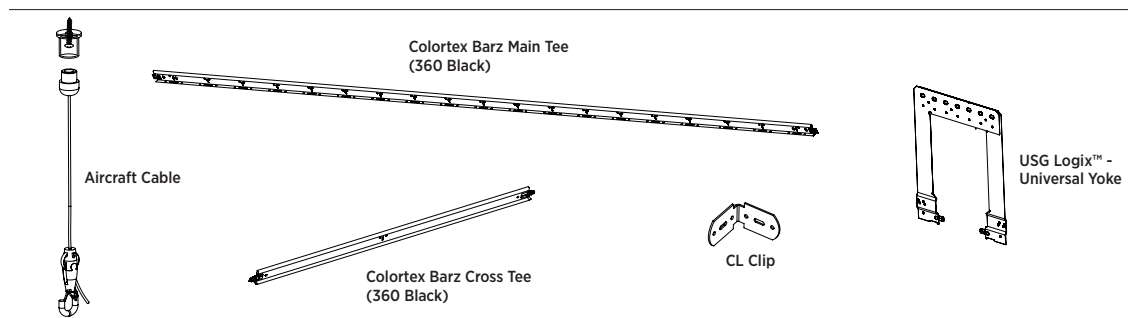 Colortex Barz Main Tee
(360 Black)
USG Logix™ -
Universal Yoke
Aircraft Cable
CL Clip
Colortex Barz Cross Tee
(360 Black)